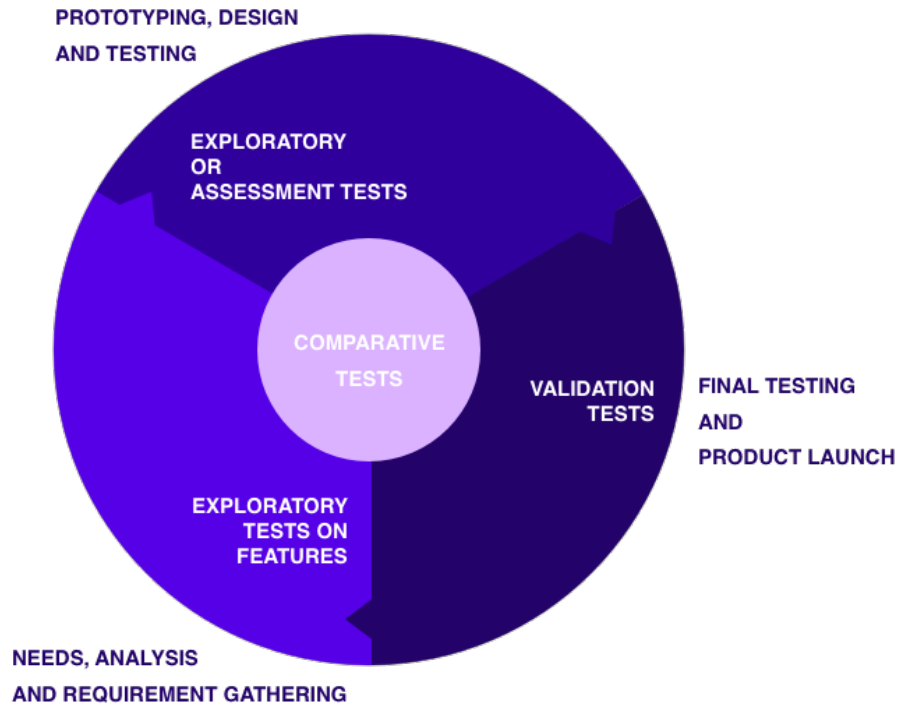 PROTOTYPING, DESIGN
AND TESTING
EXPLORATORY
OR
ASSESSMENT TESTS
COMPARATIVE
TESTS
VALIDATION
TESTS
FINAL TESTING
AND
PRODUCT LAUNCH
EXPLORATORY
TESTS ON
FEATURES
NEEDS, ANALYSIS
AND REQUIREMENT GATHERING